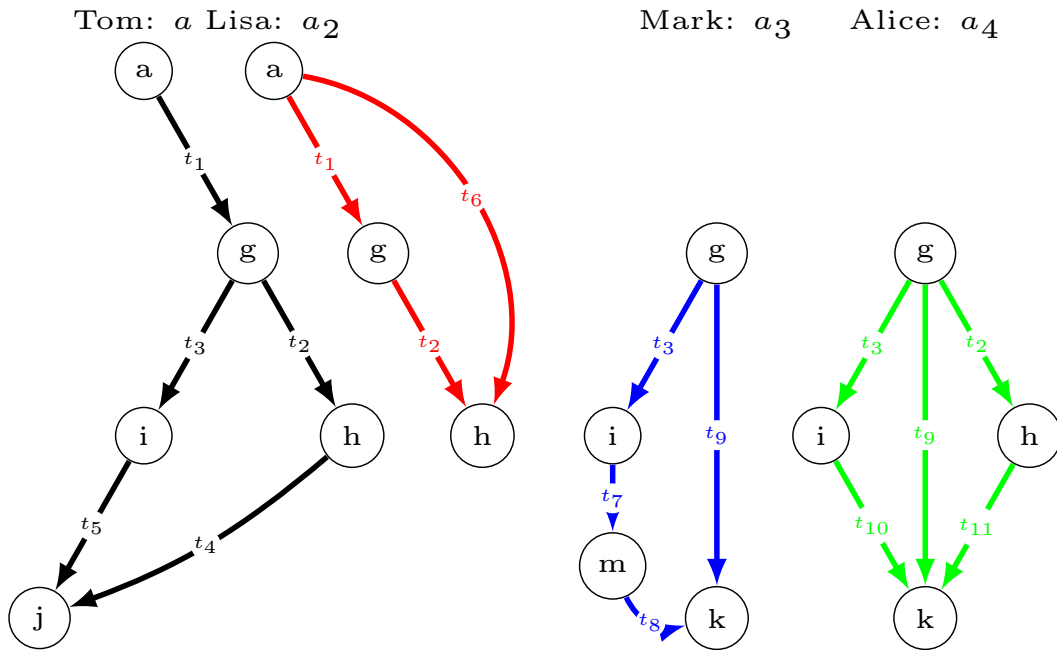 Tom: a Lisa: a₂ Mark: a₃ Alice: a₄
a a
t₁ t₁
t₆
g g g g
t₃ t₂ t₂ t₃ t₃ t₂
i h h i t₉ i t₉ h
t₇
t₅ t₄ t₁₀ t₁₁
m
j t₈ k k